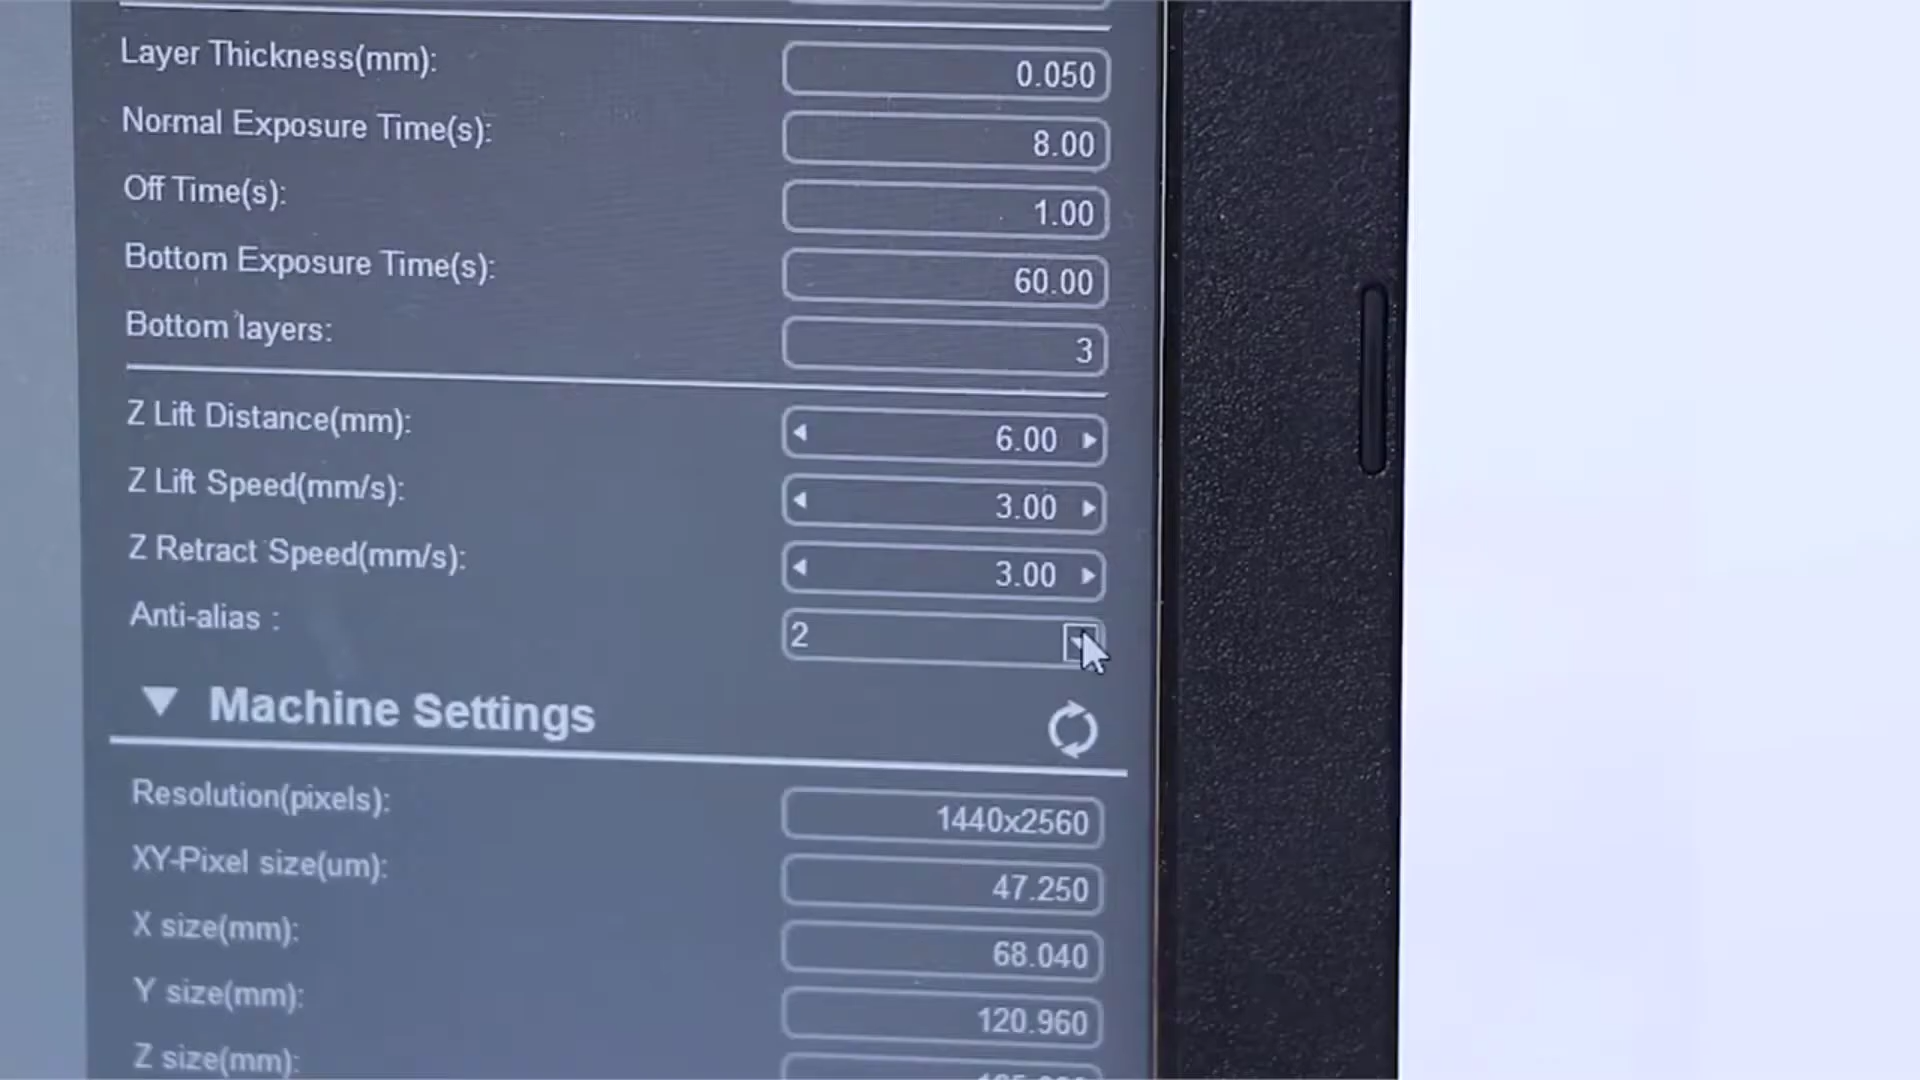 Layer Thickness(mm): 0.050
Normal Exposure Time(s): 8.00
Off Time(s): 1.00
Bottom Exposure Time(s): 60.00
Bottom layers: 3
Z Lift Distance(mm): 6.00
Z Lift Speed(mm/s): 3.00
Z Retract Speed(mm/s): 3.00
Anti-alias : 2
Machine Settings
Resolution(pixels): 1440x2560
XY-Pixel size(um): 47.250
X size(mm): 68.040
Y size(mm): 120.960
Z size(mm):